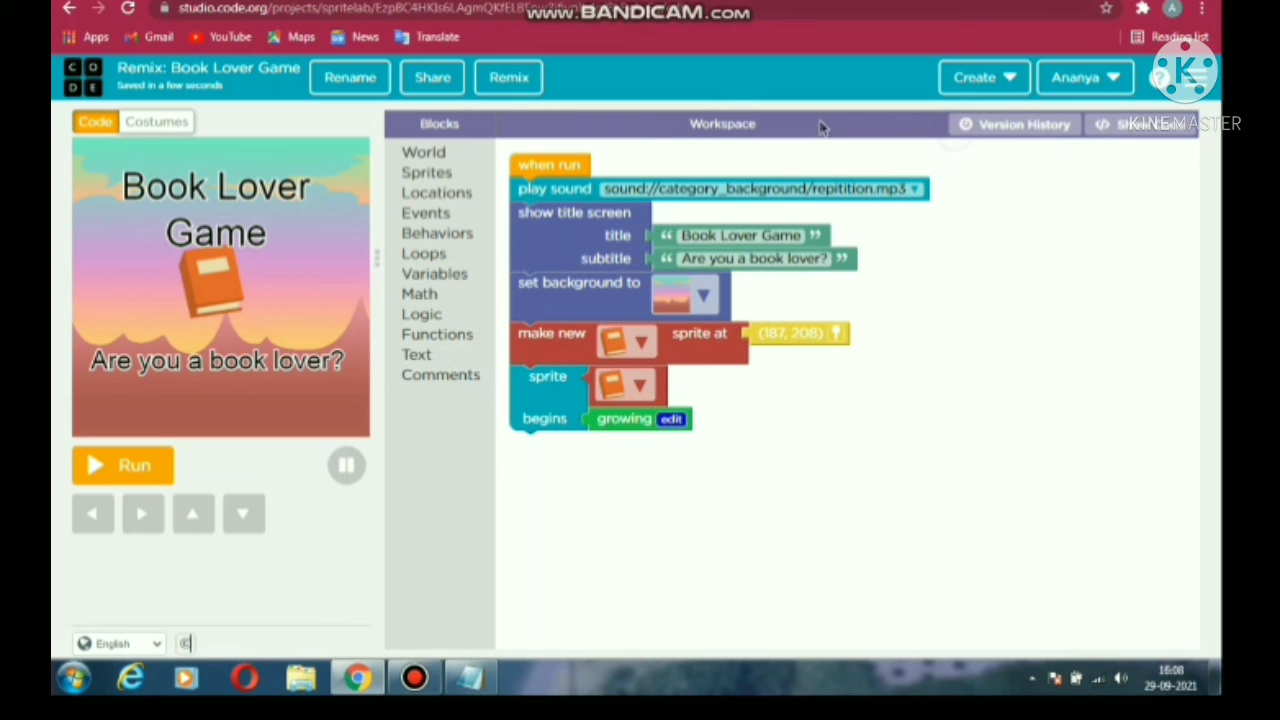 studio.code.org/projects/spritelab/
www.BANDICAM.com
Apps Gmail YouTube Maps News Translate Reading list
C O D E
Remix: Book Lover Game
Saved in a few seconds
Rename Share Remix Create Ananya ?
K
KINEMASTER
Code Costumes
Blocks
Workspace
Version History
Book Lover
Game
Are you a book lover?
Run
World
Sprites
Locations
Events
Behaviors
Loops
Variables
Math
Logic
Functions
Text
Comments
when run
play sound sound://category_background/repitition.mp3
show title screen
title “ Book Lover Game ”
subtitle “ Are you a book lover? ”
set background to
make new sprite at (187, 208)
sprite
begins growing edit
English
16:08
29-09-2021